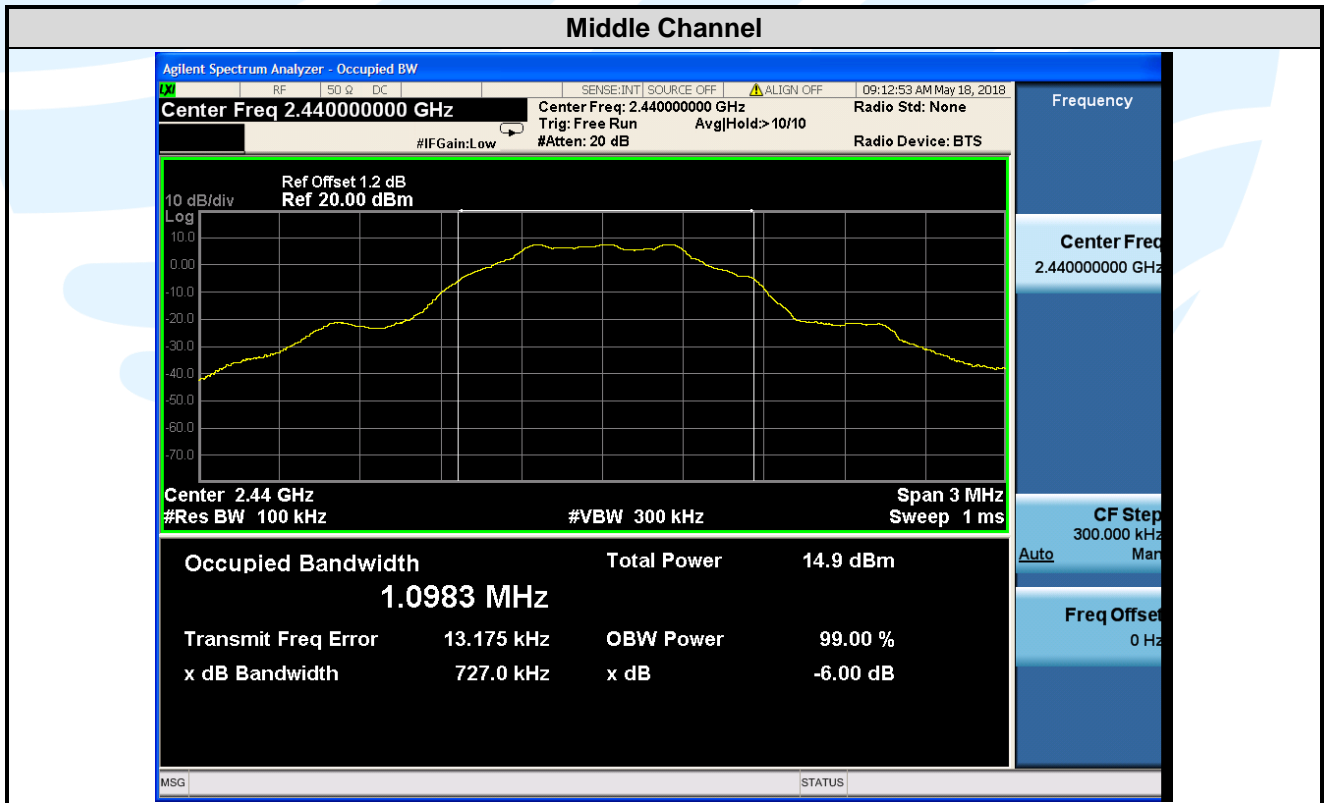 Middle Channel
Agilent Spectrum Analyzer - Occupied BW
LXI RF 50 Ω DC SENSE:INT SOURCE OFF ALIGN OFF 09:12:53 AM May 18, 2018
Center Freq 2.440000000 GHz
#IFGain:Low
Center Freq: 2.440000000 GHz
Trig: Free Run Avg|Hold:>10/10
#Atten: 20 dB
Radio Std: None
Radio Device: BTS
Ref Offset 1.2 dB
10 dB/div Ref 20.00 dBm
Log
10.0
0.00
-10.0
-20.0
-30.0
-40.0
-50.0
-60.0
-70.0
Center 2.44 GHz Span 3 MHz
#Res BW 100 kHz #VBW 300 kHz Sweep 1 ms
Occupied Bandwidth Total Power 14.9 dBm
1.0983 MHz
Transmit Freq Error 13.175 kHz OBW Power 99.00 %
x dB Bandwidth 727.0 kHz x dB -6.00 dB
MSG STATUS
Frequency
Center Freq
2.440000000 GHz
CF Step
300.000 kHz
Auto Man
Freq Offset
0 Hz